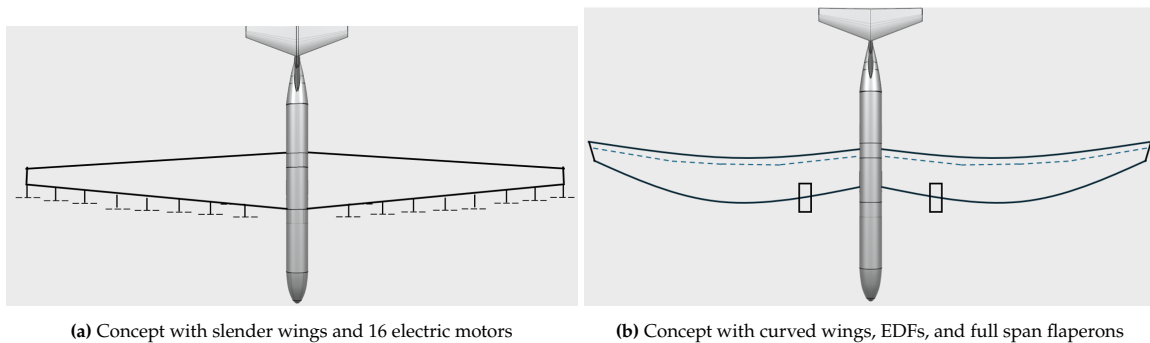 (a) Concept with slender wings and 16 electric motors
(b) Concept with curved wings, EDFs, and full span flaperons